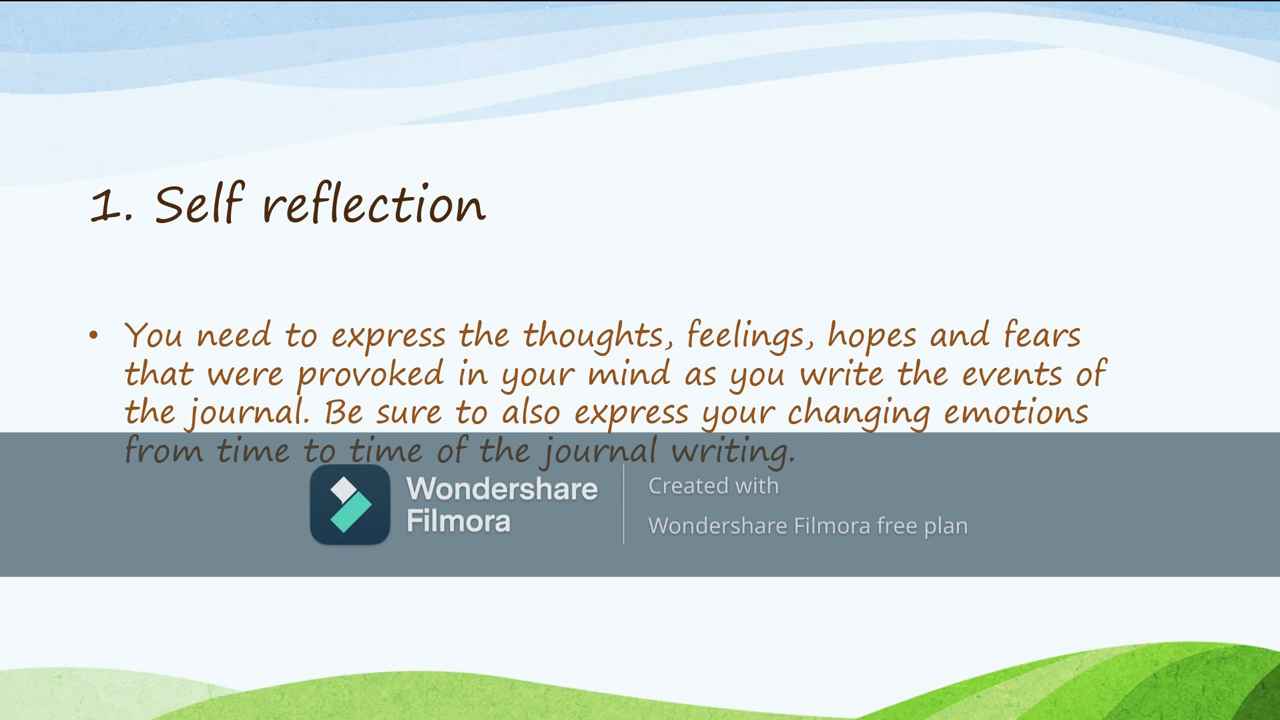 1. Self reflection
• You need to express the thoughts, feelings, hopes and fears
that were provoked in your mind as you write the events of
the journal. Be sure to also express your changing emotions
from time to time of the journal writing.
Wondershare
Filmora
Created with
Wondershare Filmora free plan